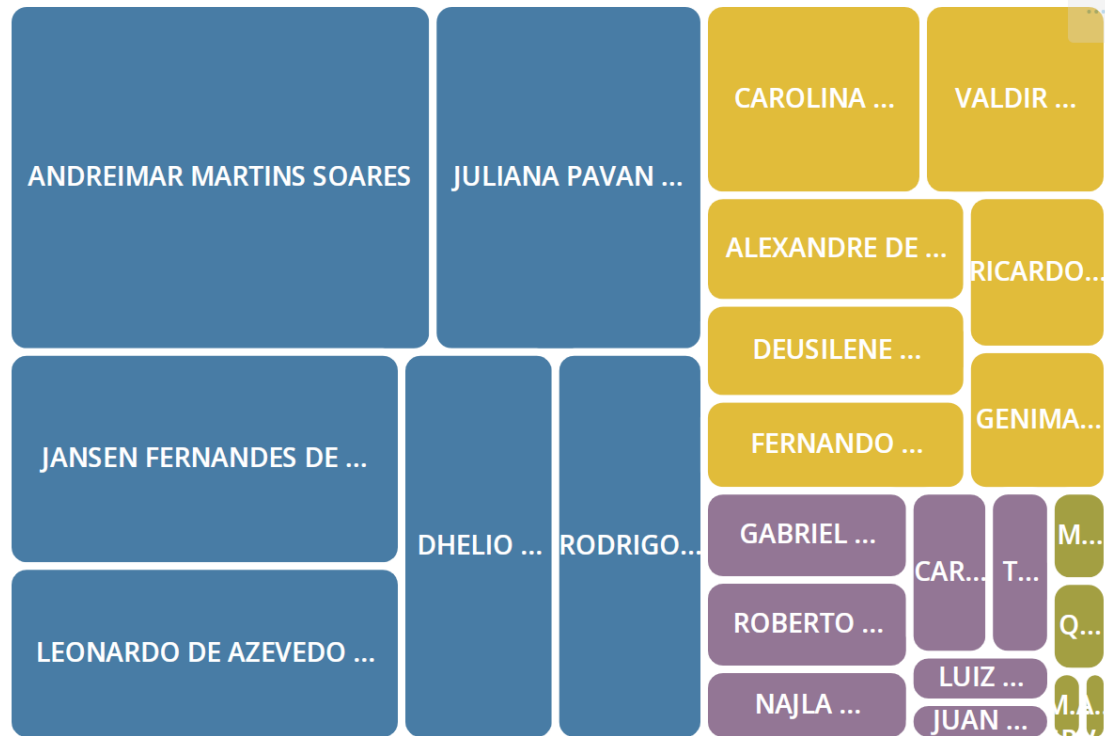 ANDREIMAR MARTINS SOARES
JULIANA PAVAN ...
JANSEN FERNANDES DE ...
LEONARDO DE AZEVEDO ...
DHELIO ...
RODRIGO...
CAROLINA ...
VALDIR ...
ALEXANDRE DE ...
DEUSILENE ...
FERNANDO ...
RICARDO...
GENIMA...
GABRIEL ...
ROBERTO ...
NAJLA ...
CAR...
T...
LUIZ ...
JUAN ...
M...
Q...